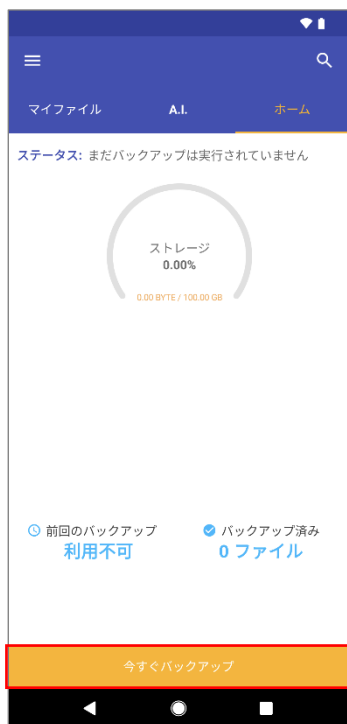 マイファイル A.I. ホーム
ステータス: まだバックアップは実行されていません
ストレージ
0.00%
0.00 BYTE / 100.00 GB
前回のバックアップ バックアップ済み
利用不可 0 ファイル
今すぐバックアップ